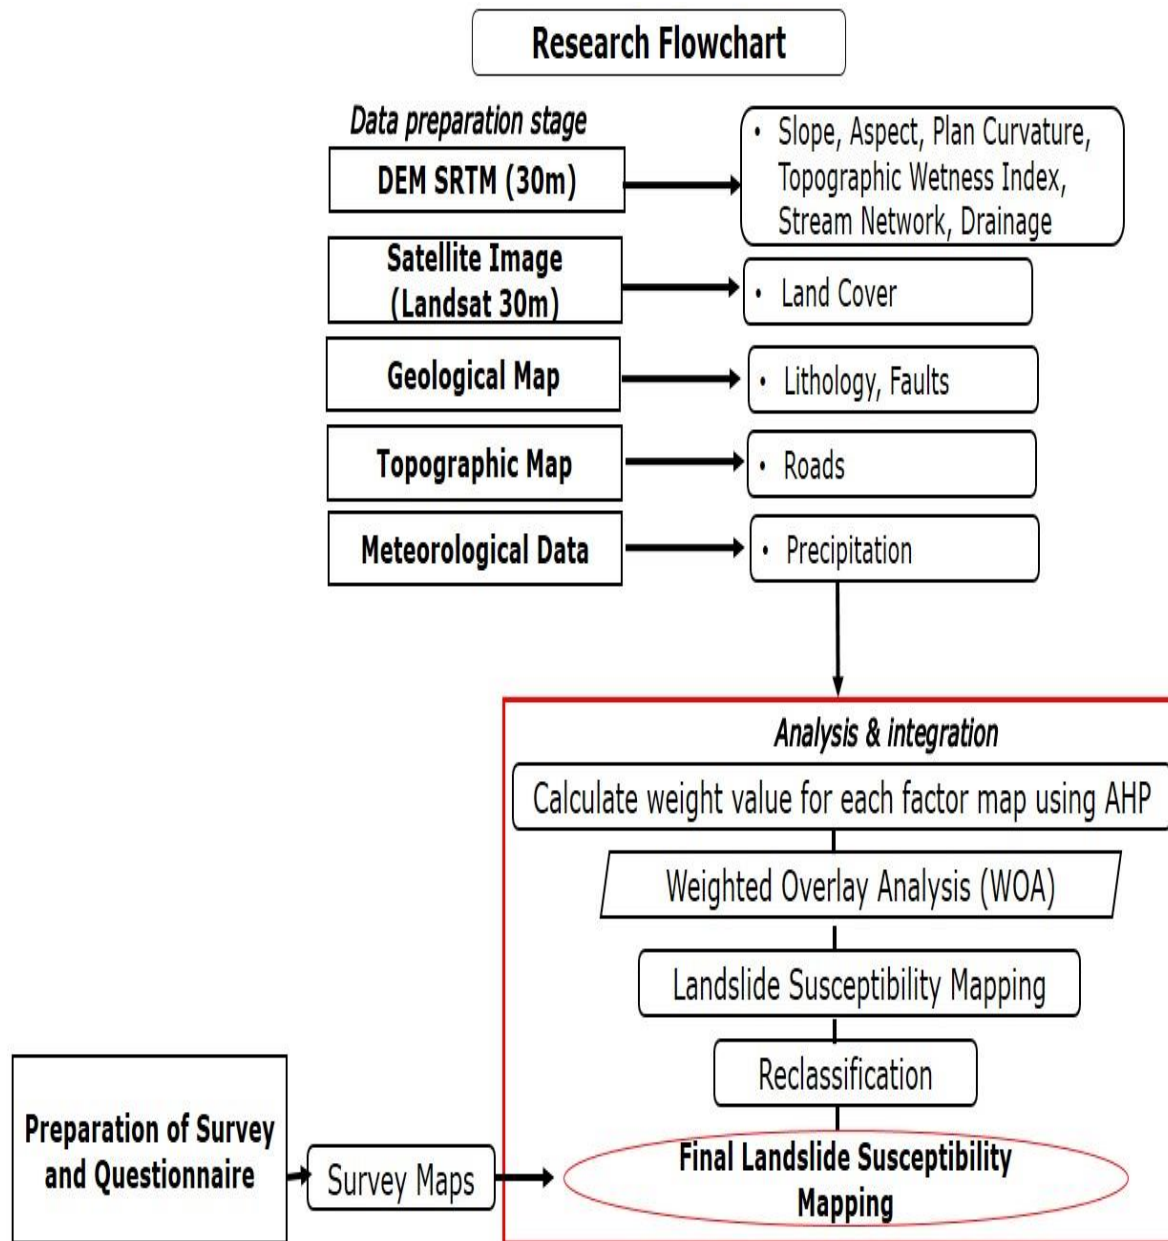 Research Flowchart
Data preparation stage
DEM SRTM (30m)
• Slope, Aspect, Plan Curvature,
Topographic Wetness Index,
Stream Network, Drainage
Satellite Image
(Landsat 30m)
• Land Cover
Geological Map
• Lithology, Faults
Topographic Map
• Roads
Meteorological Data
• Precipitation
Analysis & integration
Calculate weight value for each factor map using AHP
Weighted Overlay Analysis (WOA)
Landslide Susceptibility Mapping
Reclassification
Preparation of Survey
and Questionnaire
Survey Maps
Final Landslide Susceptibility
Mapping